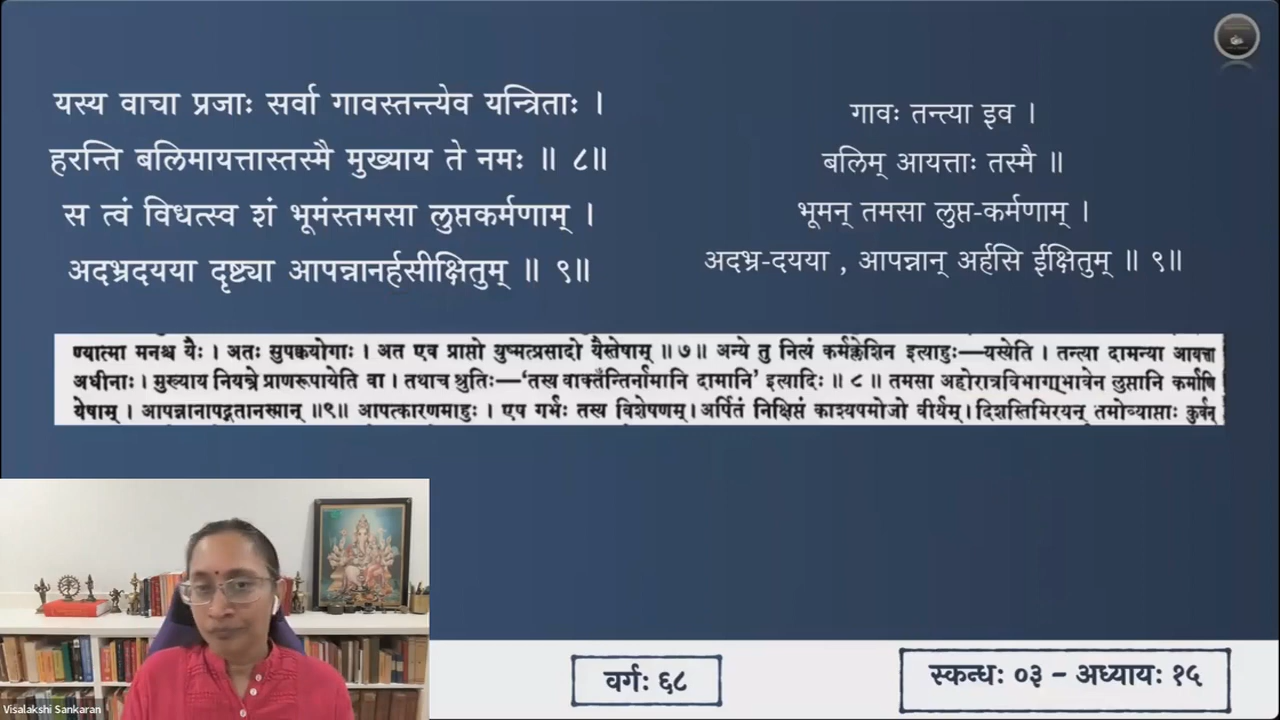 यस्य वाचा प्रजाः सर्वा गावस्तन्त्येव यन्त्रिताः ।
हरन्ति बलिमायत्तास्तस्मै मुख्याय ते नमः ॥ ८॥
स त्वं विधत्स्व शं भूमंस्तमसा लुप्तकर्मणाम् ।
अदभ्रदयया दृष्ट्या आपन्नानर्हसीक्षितुम् ॥ ९॥
गावः तन्त्या इव ।
बलिम् आयत्ताः तस्मै ॥
भूमन् तमसा लुप्त-कर्मणाम् ।
अदभ्र-दयया , आपन्नान् अर्हसि ईक्षितुम् ॥ ९॥
ण्यात्मा मनश्च यैः । अतः सुपक्वयोगाः । अत एव प्राप्तो युष्मत्प्रसादो यैस्तेषाम् ॥ ७॥ अन्ये तु नित्यं कर्मक्लेशिन इत्याहुः—यस्येति । तन्त्या दामन्या आयत्ता
अधीनाः । मुख्याय नियन्त्रे प्राणरूपायेति वा । तथाच श्रुतिः—‘तस्य वाक्तन्तिर्नामानि दामानि’ इत्यादिः ॥ ८ ॥ तमसा अहोरात्रविभागाभावेन लुप्तानि कर्माणि
येषाम् । आपन्नानापद्गतानस्मान् ॥९॥ आपत्कारणमाहुः । एष गर्भः तस्य विशेषणम् । अर्पितं निक्षिप्तं काश्यपमोजो वीर्यम् । दिशस्तिमिरयन् तमोव्याप्ताः कुर्वन्
Visalakshi Sankaran
वर्गः ६८
स्कन्धः ०३ – अध्यायः १५